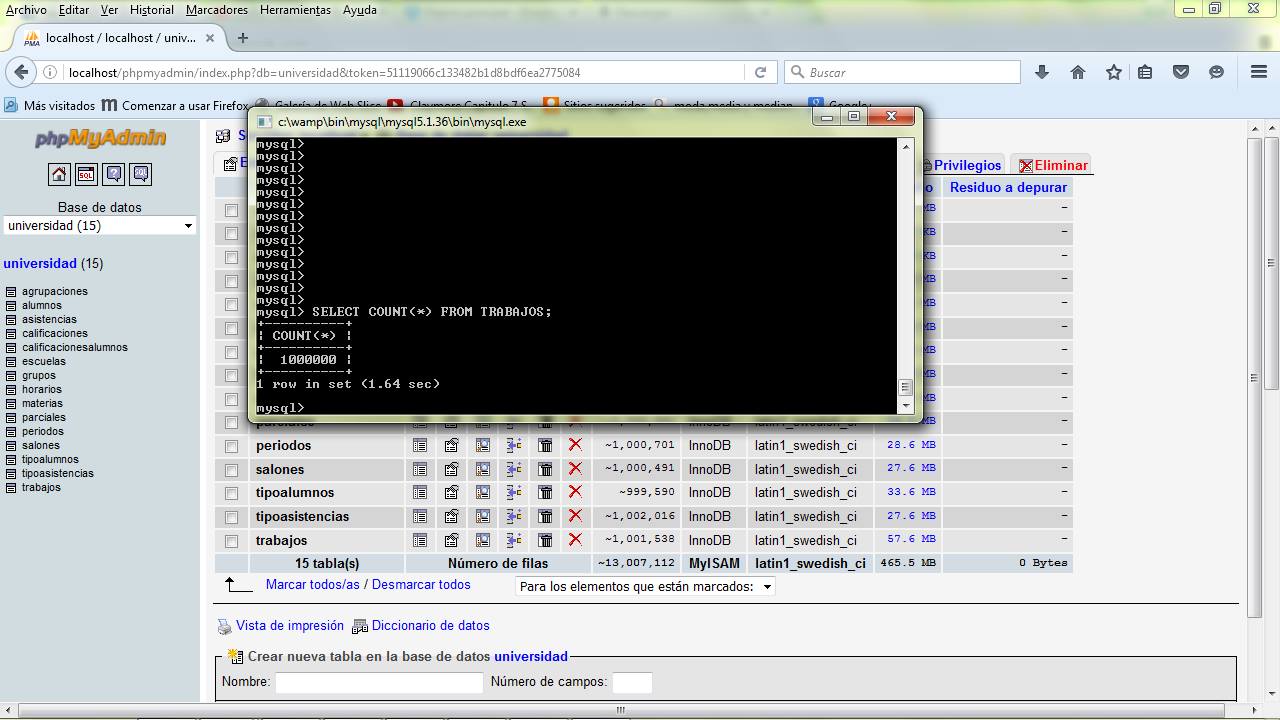 Archivo Editar Ver Historial Marcadores Herramientas Ayuda
localhost / localhost / univ...
localhost/phpmyadmin/index.php?db=universidad&token=51119066c133482b1d8bdf6ea2775084
Buscar
Más visitados Comenzar a usar Firefox Galería de Web Slice Claymore Capitulo 7 S... Sitios sugeridos moda media y median... Google
c:\wamp\bin\mysql\mysql5.1.36\bin\mysql.exe
phpMyAdmin
SQL
Base de datos
universidad (15)
universidad (15)
agrupaciones
alumnos
asistencias
calificaciones
calificacionesalumnos
escuelas
grupos
horarios
materias
parciales
periodos
salones
tipoalumnos
tipoasistencias
trabajos
mysql>
mysql>
mysql>
mysql>
mysql>
mysql>
mysql>
mysql>
mysql>
mysql>
mysql>
mysql>
mysql>
mysql>
mysql> SELECT COUNT(*) FROM TRABAJOS;
+----------+
| COUNT(*) |
+----------+
| 1000000 |
+----------+
1 row in set (1.64 sec)
mysql>
Privilegios Eliminar
Residuo a depurar
periodos ~1,000,701 InnoDB latin1_swedish_ci 28.6 MB -
salones ~1,000,491 InnoDB latin1_swedish_ci 27.6 MB -
tipoalumnos ~999,590 InnoDB latin1_swedish_ci 33.6 MB -
tipoasistencias ~1,002,016 InnoDB latin1_swedish_ci 27.6 MB -
trabajos ~1,001,538 InnoDB latin1_swedish_ci 57.6 MB -
15 tabla(s) Número de filas ~13,007,112 MyISAM latin1_swedish_ci 465.5 MB 0 Bytes
Marcar todos/as / Desmarcar todos Para los elementos que están marcados:
Vista de impresión Diccionario de datos
Crear nueva tabla en la base de datos universidad
Nombre: Número de campos: